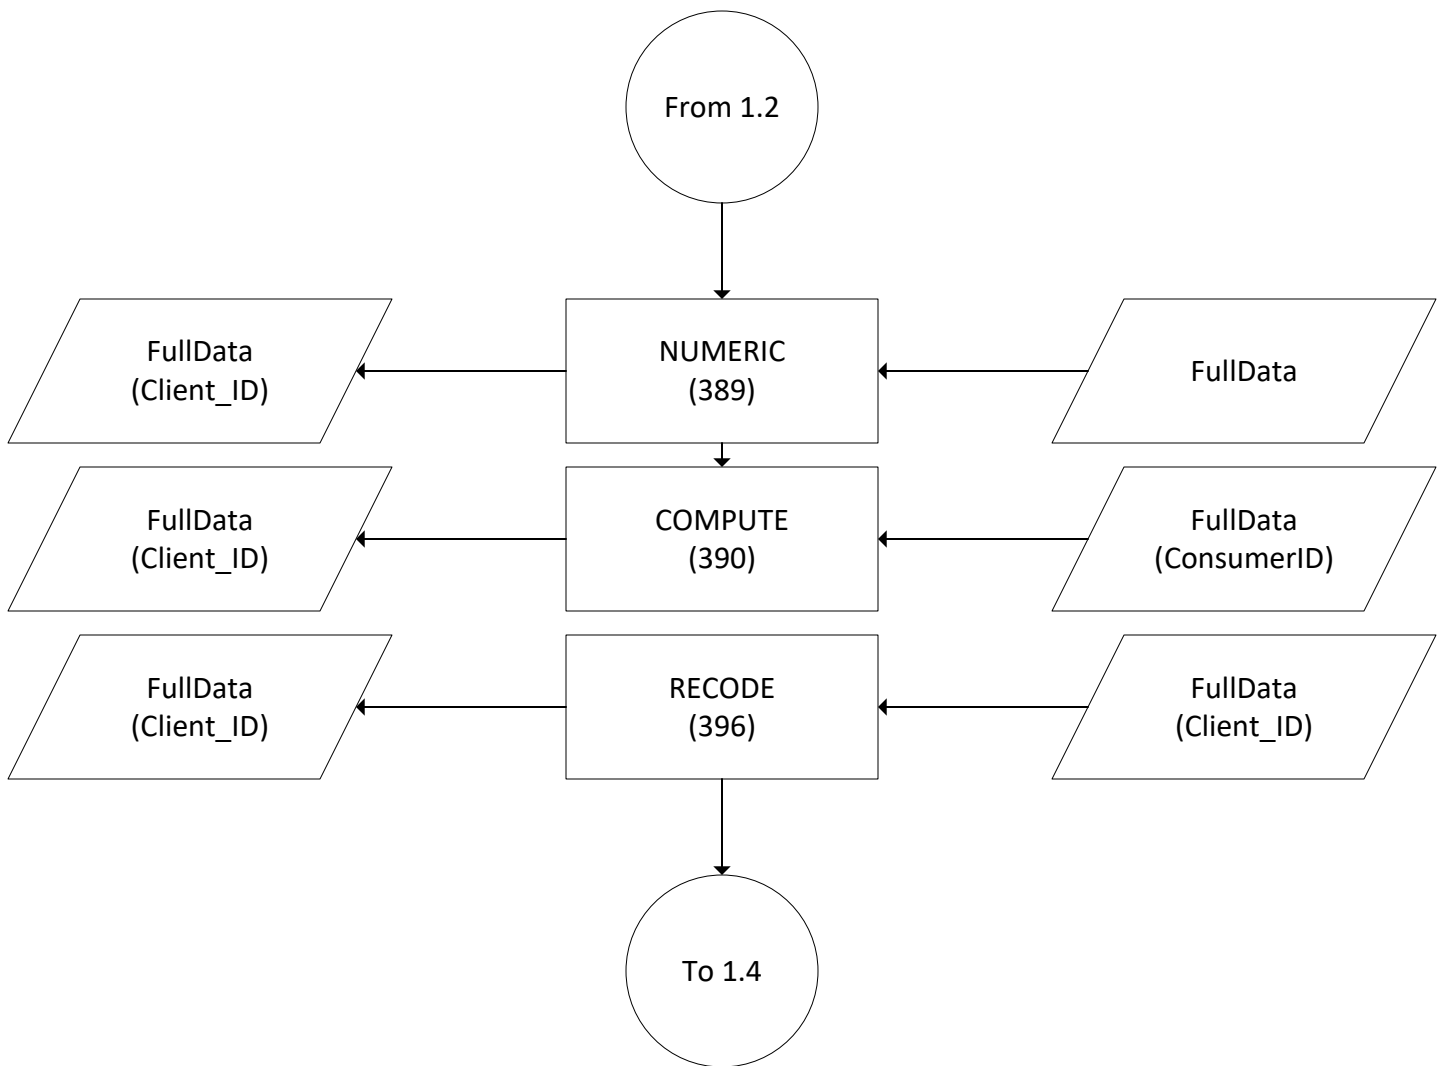 From 1.2
FullData
(Client_ID)
NUMERIC
(389)
FullData
FullData
(Client_ID)
COMPUTE
(390)
FullData
(ConsumerID)
FullData
(Client_ID)
RECODE
(396)
FullData
(Client_ID)
To 1.4